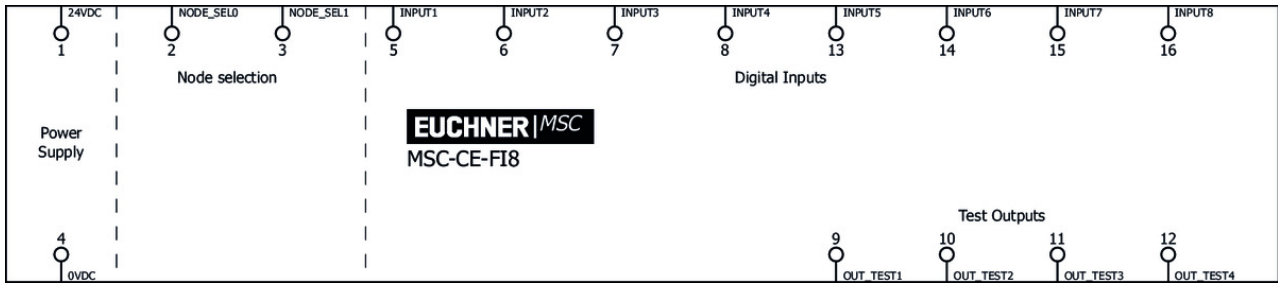 24VDC NODE_SEL0 NODE_SEL1 INPUT1 INPUT2 INPUT3 INPUT4 INPUT5 INPUT6 INPUT7 INPUT8
1 2 3 5 6 7 8 13 14 15 16
Node selection Digital Inputs
EUCHNER|MSC
Power
Supply
MSC-CE-FI8
Test Outputs
4 9 10 11 12
0VDC OUT_TEST1 OUT_TEST2 OUT_TEST3 OUT_TEST4